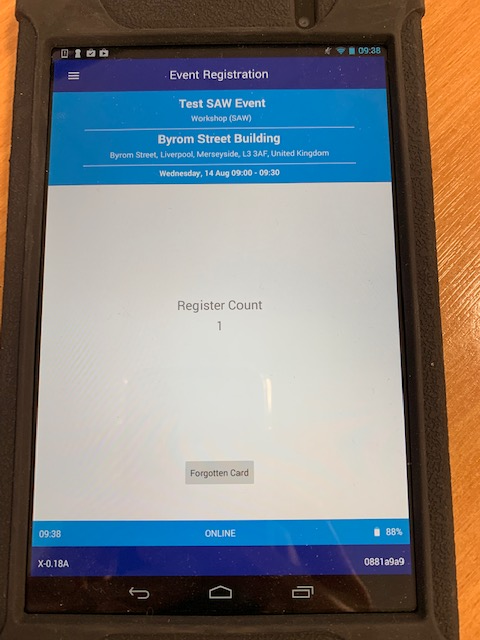 09:38
Event Registration
Test SAW Event
Workshop (SAW)
Byrom Street Building
Byrom Street, Liverpool, Merseyside, L3 3AF, United Kingdom
Wednesday, 14 Aug 09:00 - 09:30
Register Count
1
Forgotten Card
09:38 ONLINE 88%
X-0.18A 0881a9a9